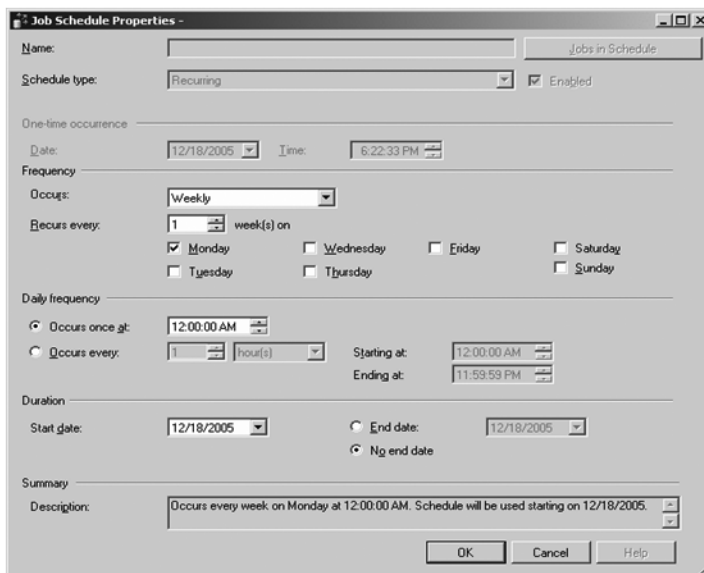 Job Schedule Properties -
Name:
Jobs in Schedule
Schedule type: Recurring Enabled
One-time occurrence
Date: 12/18/2005 Time: 6:22:33 PM
Frequency
Occurs: Weekly
Recurs every: 1 week(s) on
Monday Wednesday Friday Saturday
Tuesday Thursday Sunday
Daily frequency
Occurs once at: 12:00:00 AM
Occurs every: 1 hour(s) Starting at: 12:00:00 AM
Ending at: 11:59:59 PM
Duration
Start date: 12/18/2005 End date: 12/18/2005
No end date
Summary
Description: Occurs every week on Monday at 12:00:00 AM. Schedule will be used starting on 12/18/2005.
OK Cancel Help